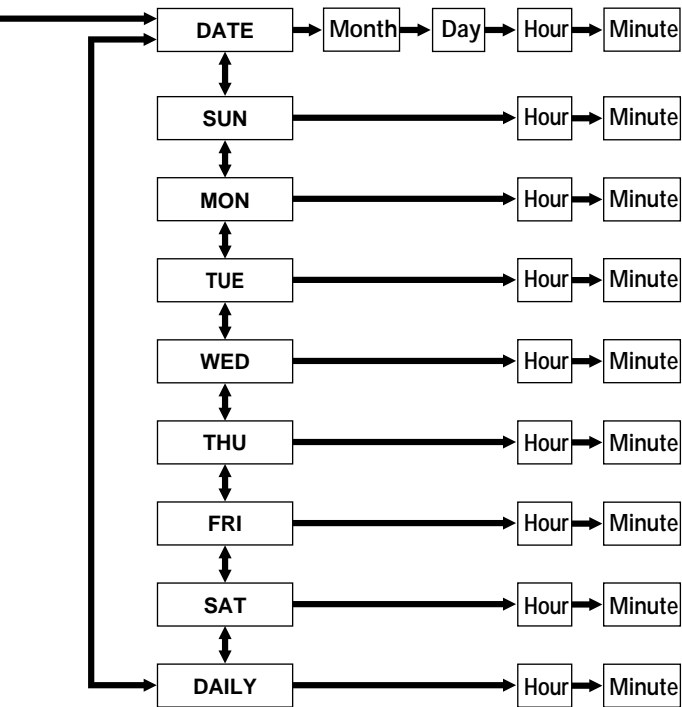 DATE Month Day Hour Minute
SUN Hour Minute
MON Hour Minute
TUE Hour Minute
WED Hour Minute
THU Hour Minute
FRI Hour Minute
SAT Hour Minute
DAILY Hour Minute